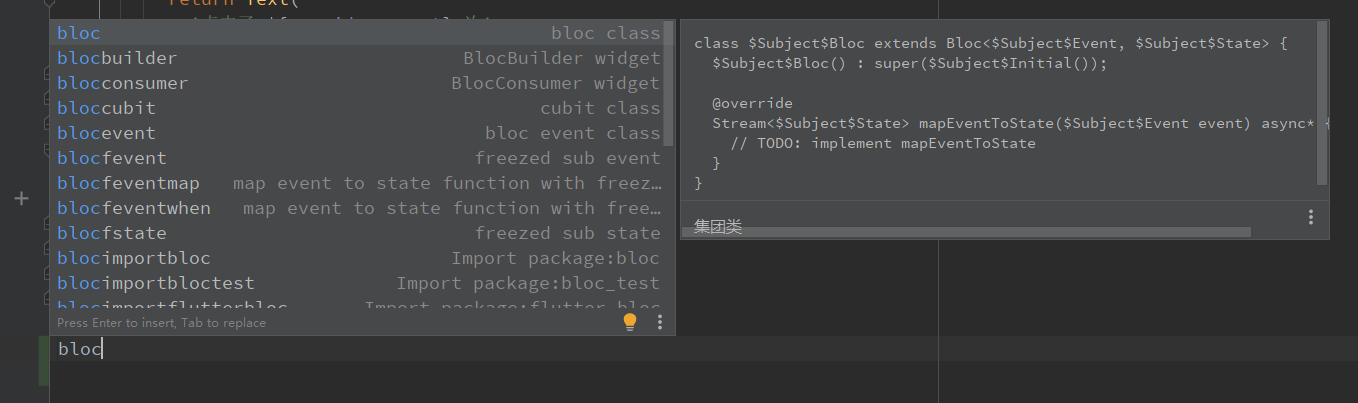 return Text(
bloc bloc class
blocbuilder BlocBuilder widget
blocconsumer BlocConsumer widget
bloccubit cubit class
blocevent bloc event class
blocfevent freezed sub event
blocfeventmap map event to state function with freez…
blocfeventwhen map event to state function with free…
blocfstate freezed sub state
blocimportbloc Import package:bloc
blocimportbloctest Import package:bloc_test
blocimportflutterbloc Import package:flutter_bloc
Press Enter to insert, Tab to replace
bloc
class $Subject$Bloc extends Bloc<$Subject$Event, $Subject$State> {
$Subject$Bloc() : super($Subject$Initial());
@override
Stream<$Subject$State> mapEventToState($Subject$Event event) async* {
// TODO: implement mapEventToState
}
}
集团类